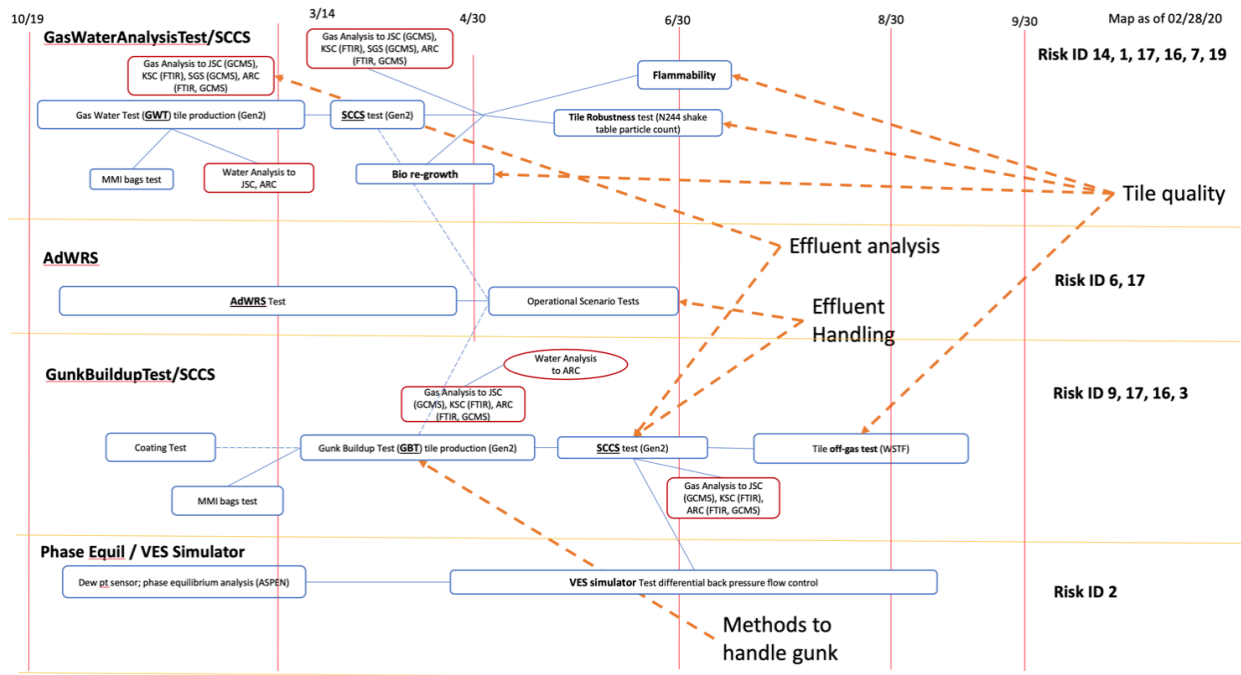 10/19
3/14
4/30
6/30
8/30
9/30
Map as of 02/28/20
GasWaterAnalysisTest/SCCS
Risk ID 14, 1, 17, 16, 7, 19
Gas Analysis to JSC (GCMS),
KSC (FTIR), SGS (GCMS), ARC
(FTIR, GCMS)
Gas Analysis to JSC (GCMS),
KSC (FTIR), SGS (GCMS), ARC
(FTIR, GCMS)
Flammability
Gas Water Test (GWT) tile production (Gen2)
SCCS test (Gen2)
Tile Robustness test (N244 shake
table particle count)
MMI bags test
Water Analysis to
JSC, ARC
Bio re-growth
Tile quality
Effluent analysis
AdWRS
Risk ID 6, 17
AdWRS Test
Operational Scenario Tests
Effluent
Handling
GunkBuildupTest/SCCS
Water Analysis
to ARC
Gas Analysis to JSC
(GCMS), KSC (FTIR), ARC
(FTIR, GCMS)
Risk ID 9, 17, 16, 3
Coating Test
Gunk Buildup Test (GBT) tile production (Gen2)
SCCS test (Gen2)
Tile off-gas test (WSTF)
MMI bags test
Gas Analysis to JSC
(GCMS), KSC (FTIR),
ARC (FTIR, GCMS)
Phase Equil / VES Simulator
Dew pt sensor; phase equilibrium analysis (ASPEN)
VES simulator Test differential back pressure flow control
Risk ID 2
Methods to
handle gunk